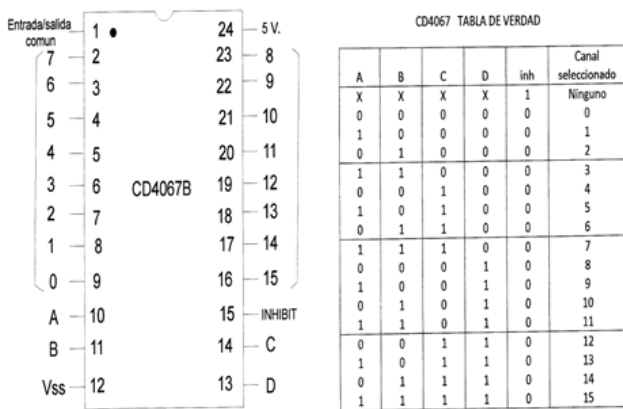 Entrada/salida
comun
1 24 5 V.
7 2 23 8
6 3 22 9
5 4 21 10
4 5 20 11
3 6 CD4067B 19 12
2 7 18 13
1 8 17 14
0 9 16 15
A 10 15 INHIBIT
B 11 14 C
Vss 12 13 D
CD4067 TABLA DE VERDAD
Canal
A B C D inh seleccionado
X X X X 1 Ninguno
0 0 0 0 0 0
1 0 0 0 0 1
0 1 0 0 0 2
1 1 0 0 0 3
0 0 1 0 0 4
1 0 1 0 0 5
0 1 1 0 0 6
1 1 1 0 0 7
0 0 0 1 0 8
1 0 0 1 0 9
0 1 0 1 0 10
1 1 0 1 0 11
0 0 1 1 0 12
1 0 1 1 0 13
0 1 1 1 0 14
1 1 1 1 0 15